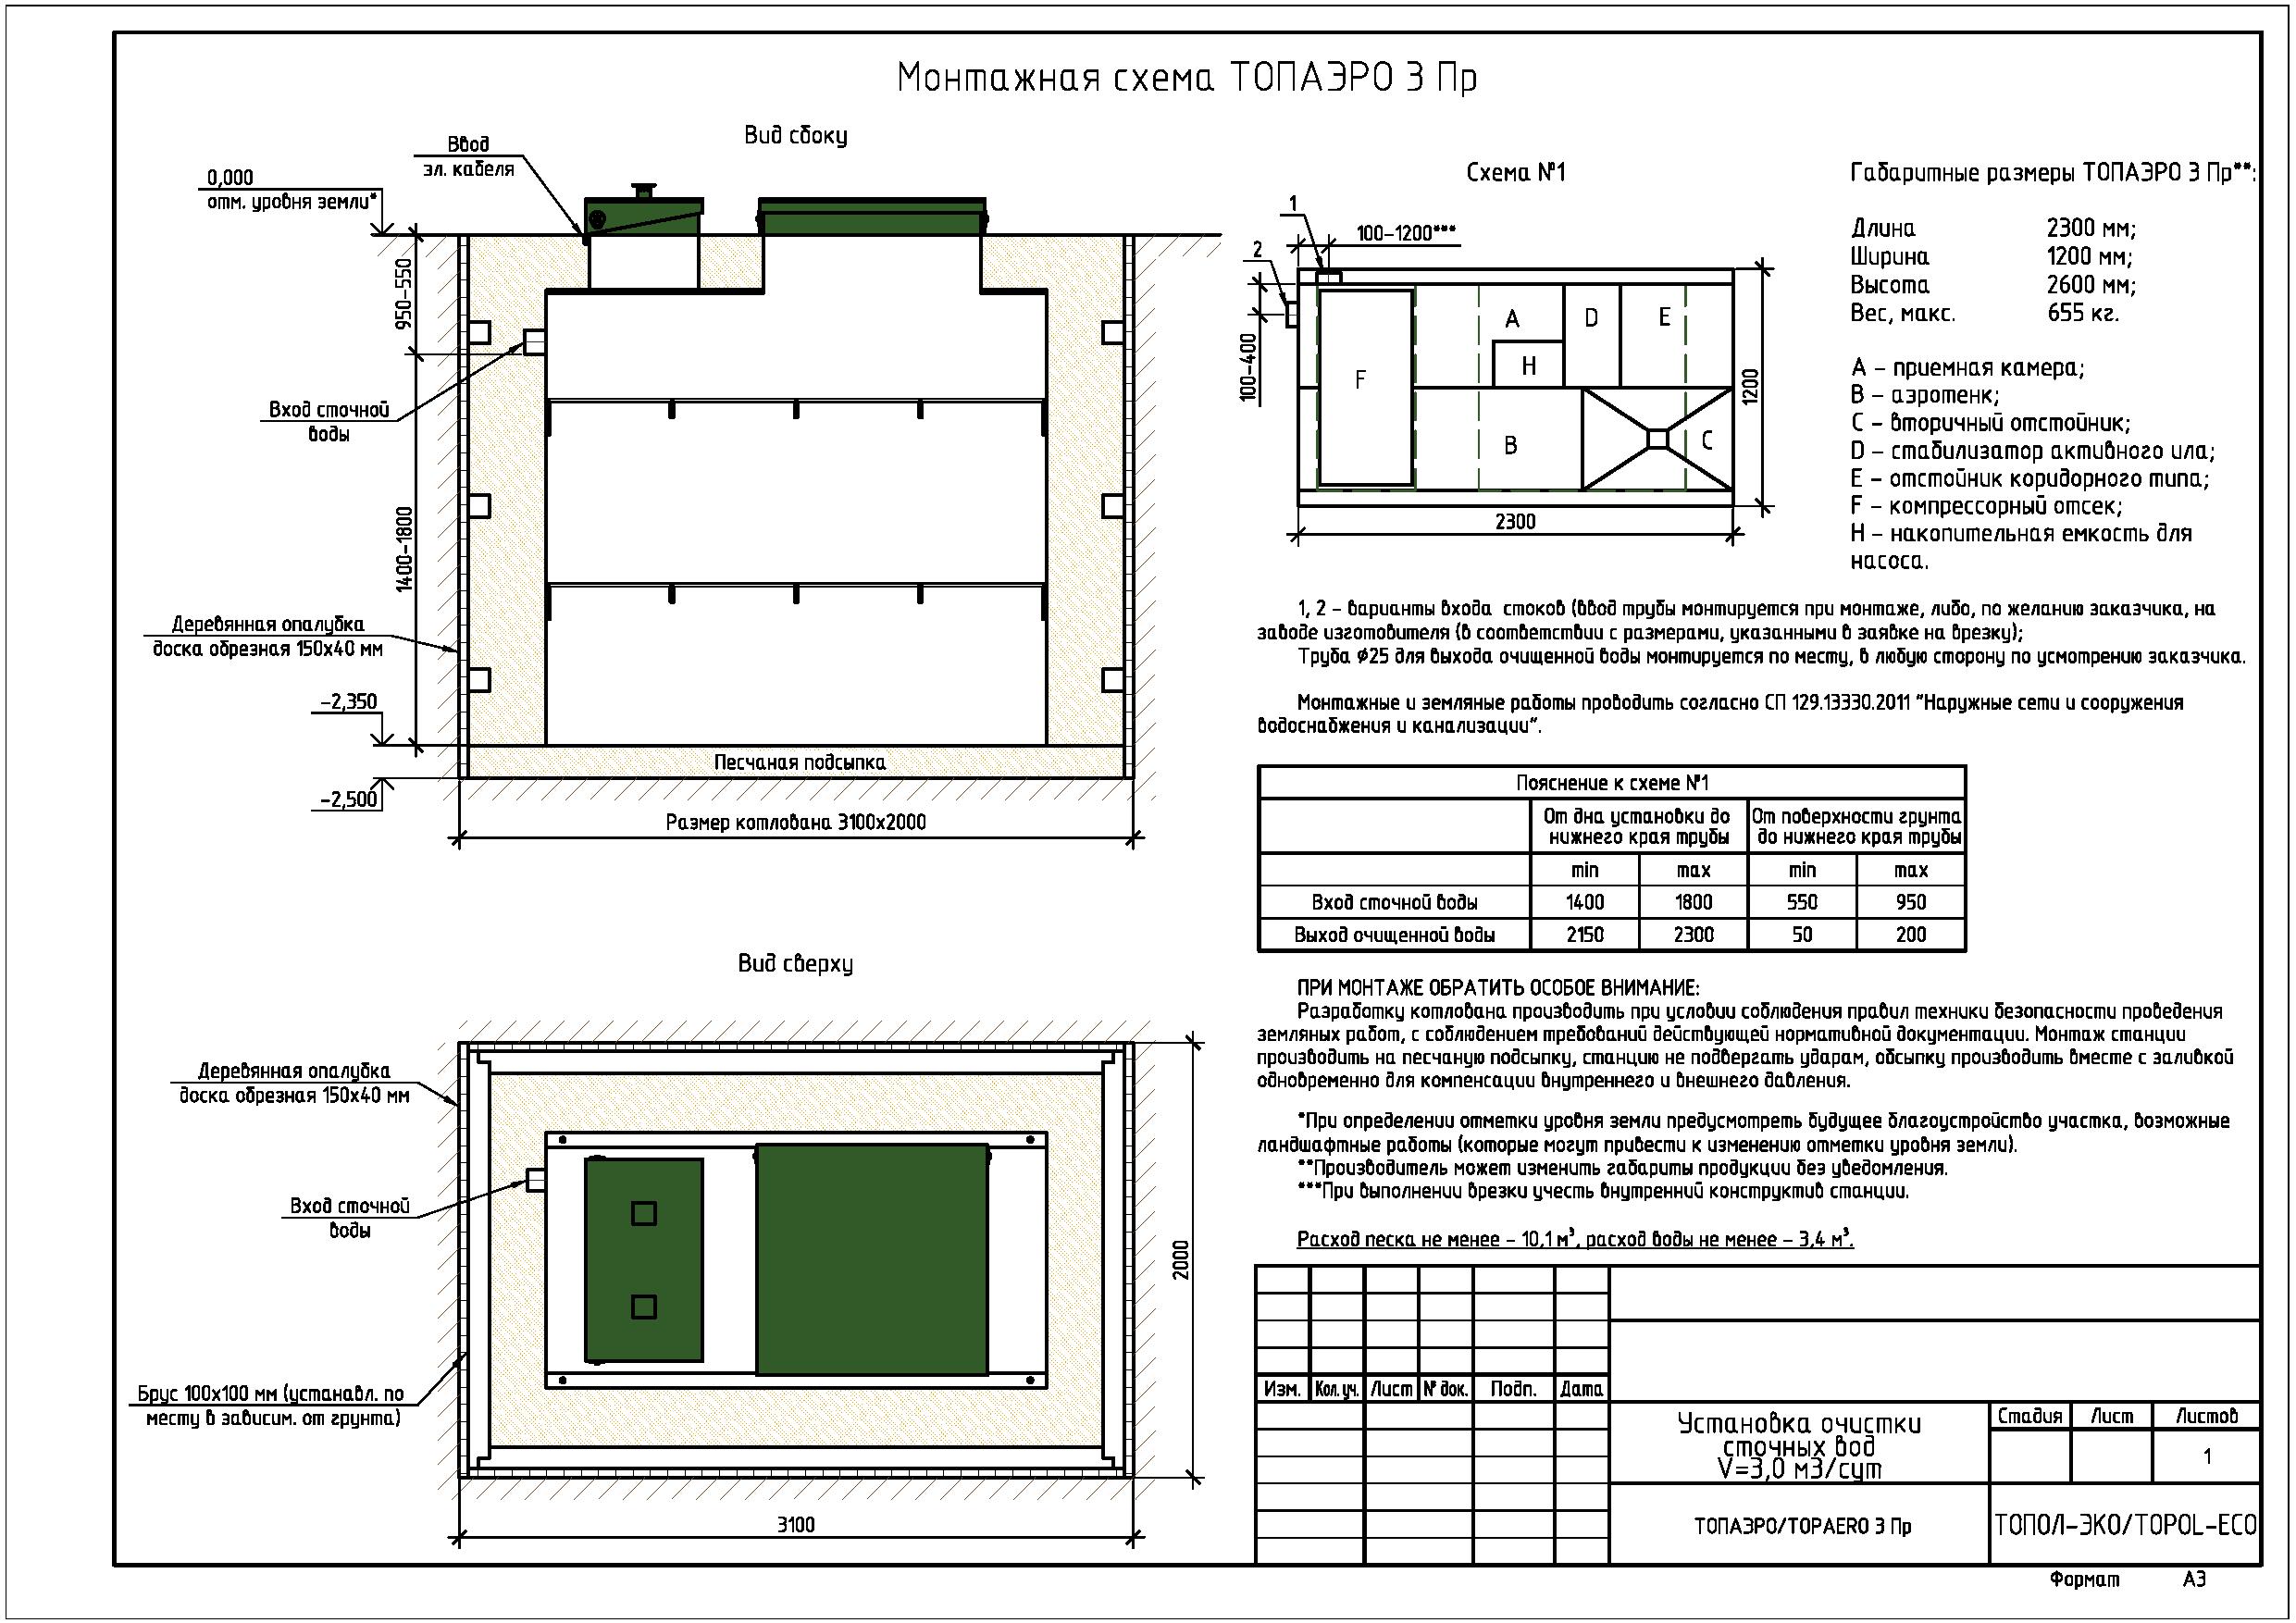 Монтажная схема ТОПАЭРО 3 Пр
Вид сбоку
Ввод
эл. кабеля
0,000
отм. уровня земли*
950-550
Вход сточной
воды
1400-1800
Деревянная опалубка
доска обрезная 150х40 мм
-2,350
Песчаная подсыпка
-2,500
Размер котлована 3100х2000
Вид сверху
Деревянная опалубка
доска обрезная 150х40 мм
Вход сточной
воды
2000
Брус 100х100 мм (устанавл. по
месту в зависим. от грунта)
3100
Схема №1
1
100-1200***
2
100-400
A
D
E
H
F
B
C
1200
2300
Габаритные размеры ТОПАЭРО 3 Пр**:
Длина 2300 мм;
Ширина 1200 мм;
Высота 2600 мм;
Вес, макс. 655 кг.
А – приемная камера;
В – аэротенк;
С – вторичный отстойник;
D – стабилизатор активного ила;
Е – отстойник коридорного типа;
F – компрессорный отсек;
Н – накопительная емкость для
насоса.
1, 2 – варианты входа стоков (ввод трубы монтируется при монтаже, либо, по желанию заказчика, на
заводе изготовителя (в соответствии с размерами, указанными в заявке на врезку);
Труба ϕ25 для выхода очищенной воды монтируется по месту, в любую сторону по усмотрению заказчика.
Монтажные и земляные работы проводить согласно СП 129.13330.2011 "Наружные сети и сооружения
водоснабжения и канализации".
Пояснение к схеме №1
От дна установки до нижнего края трубы От поверхности грунта до нижнего края трубы
min max min max
Вход сточной воды 1400 1800 550 950
Выход очищенной воды 2150 2300 50 200
ПРИ МОНТАЖЕ ОБРАТИТЬ ОСОБОЕ ВНИМАНИЕ:
Разработку котлована производить при условии соблюдения правил техники безопасности проведения
земляных работ, с соблюдением требований действующей нормативной документации. Монтаж станции
производить на песчаную подсыпку, станцию не подвергать ударам, обсыпку производить вместе с заливкой
одновременно для компенсации внутреннего и внешнего давления.
*При определении отметки уровня земли предусмотреть будущее благоустройство участка, возможные
ландшафтные работы (которые могут привести к изменению отметки уровня земли).
**Производитель может изменить габариты продукции без уведомления.
***При выполнении врезки учесть внутренний конструктив станции.
Расход песка не менее – 10,1 м³, расход воды не менее – 3,4 м³.
Изм. Кол.уч. Лист № док. Подп. Дата
Установка очистки
сточных вод
V=3,0 м3/сут
Стадия Лист Листов
1
ТОПАЭРО/TOPAERO 3 Пр
ТОПОЛ-ЭКО/TOPOL-ECO
Формат А3